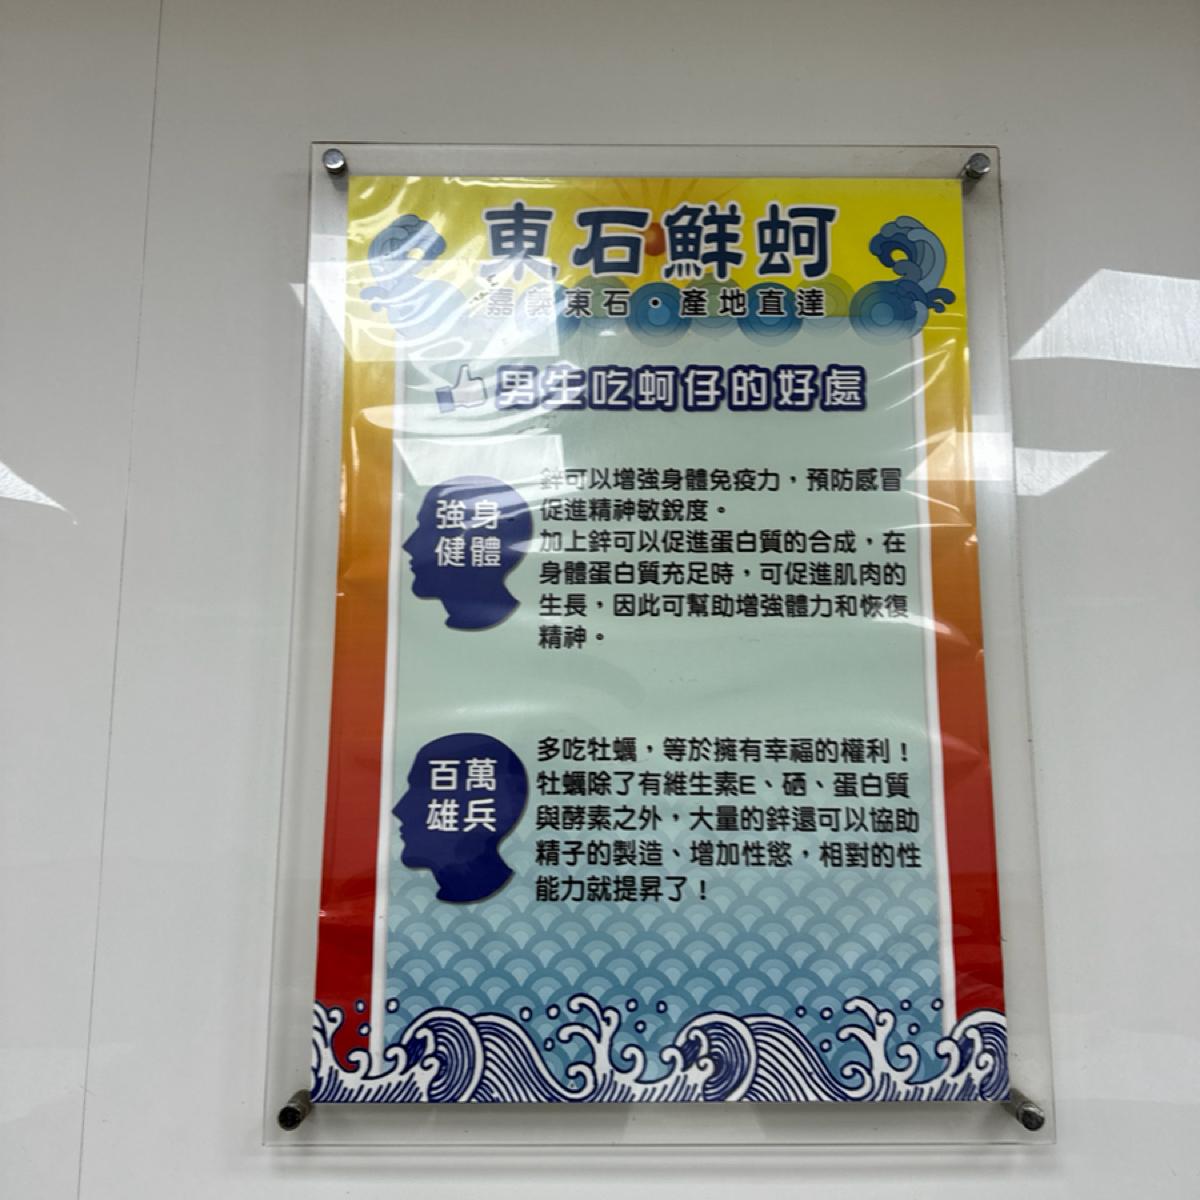 東石鮮蚵
嘉義東石・產地直達
男生吃蚵仔的好處
強身
健體
鋅可以增強身體免疫力，預防感冒
促進精神敏銳度。
加上鋅可以促進蛋白質的合成，在
身體蛋白質充足時，可促進肌肉的
生長，因此可幫助增強體力和恢復
精神。
百萬
雄兵
多吃牡蠣，等於擁有幸福的權利！
牡蠣除了有維生素E、硒、蛋白質
與酵素之外，大量的鋅還可以協助
精子的製造、增加性慾，相對的性
能力就提昇了！